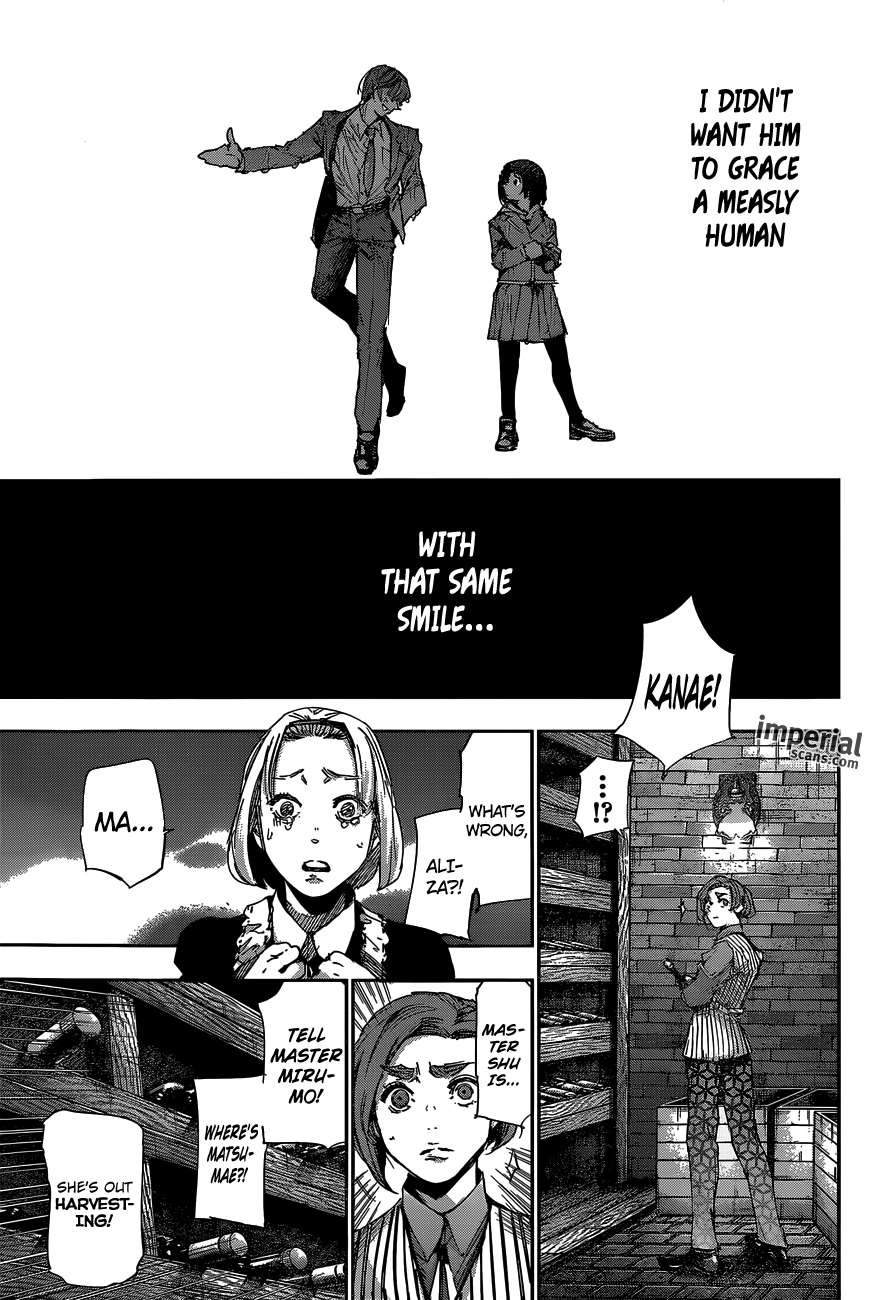 I DIDN'T
WANT HIM
TO GRACE
A MEASLY
HUMAN
WITH
THAT SAME
SMILE...
KANAE!
...!?
imperial
scans.com
WHAT'S
WRONG,
ALI-
ZA?!
MA...
MAS-
TER
SHU
IS...
TELL
MASTER
MIRU-
MO!
WHERE'S
MATSU-
MAE?!
SHE'S OUT
HARVEST-
ING!